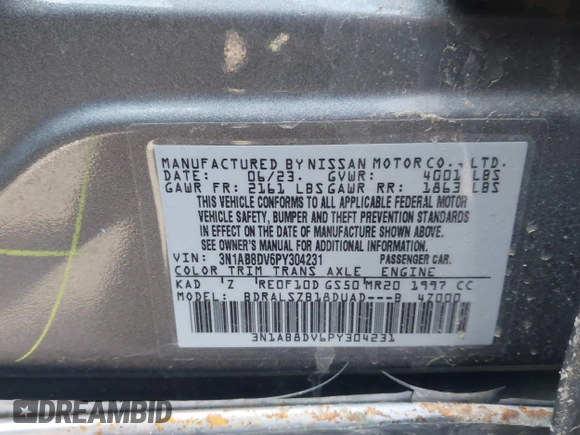 MANUFACTURED BY NISSAN MOTOR CO., LTD.
DATE: 06/23. GVWR: 4001 LBS
GAWR FR: 2161 LBS GAWR RR: 1863 LBS
THIS VEHICLE CONFORMS TO ALL APPLICABLE FEDERAL MOTOR
VEHICLE SAFETY, BUMPER AND THEFT PREVENTION STANDARDS
IN EFFECT ON THE DATE OF MANUFACTURE SHOWN ABOVE.
SEE OWNER'S MANUAL FOR ADDITIONAL INFORMATION.
VIN: 3N1AB8DV6PY304231 PASSENGER CAR.
COLOR TRIM TRANS AXLE ENGINE
KAD Z RE0F10D GS50 MR20 1997 CC
MODEL: BDRALSZB18DUAD---B 4Z000
3N1AB8DV6PY304231
DREAMBID